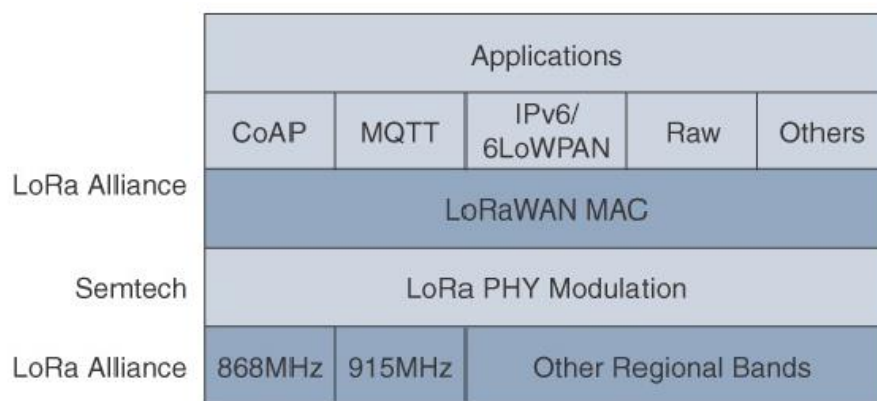 Applications
CoAP MQTT IPv6/
6LoWPAN Raw Others
LoRa Alliance
LoRaWAN MAC
Semtech LoRa PHY Modulation
LoRa Alliance 868MHz 915MHz Other Regional Bands